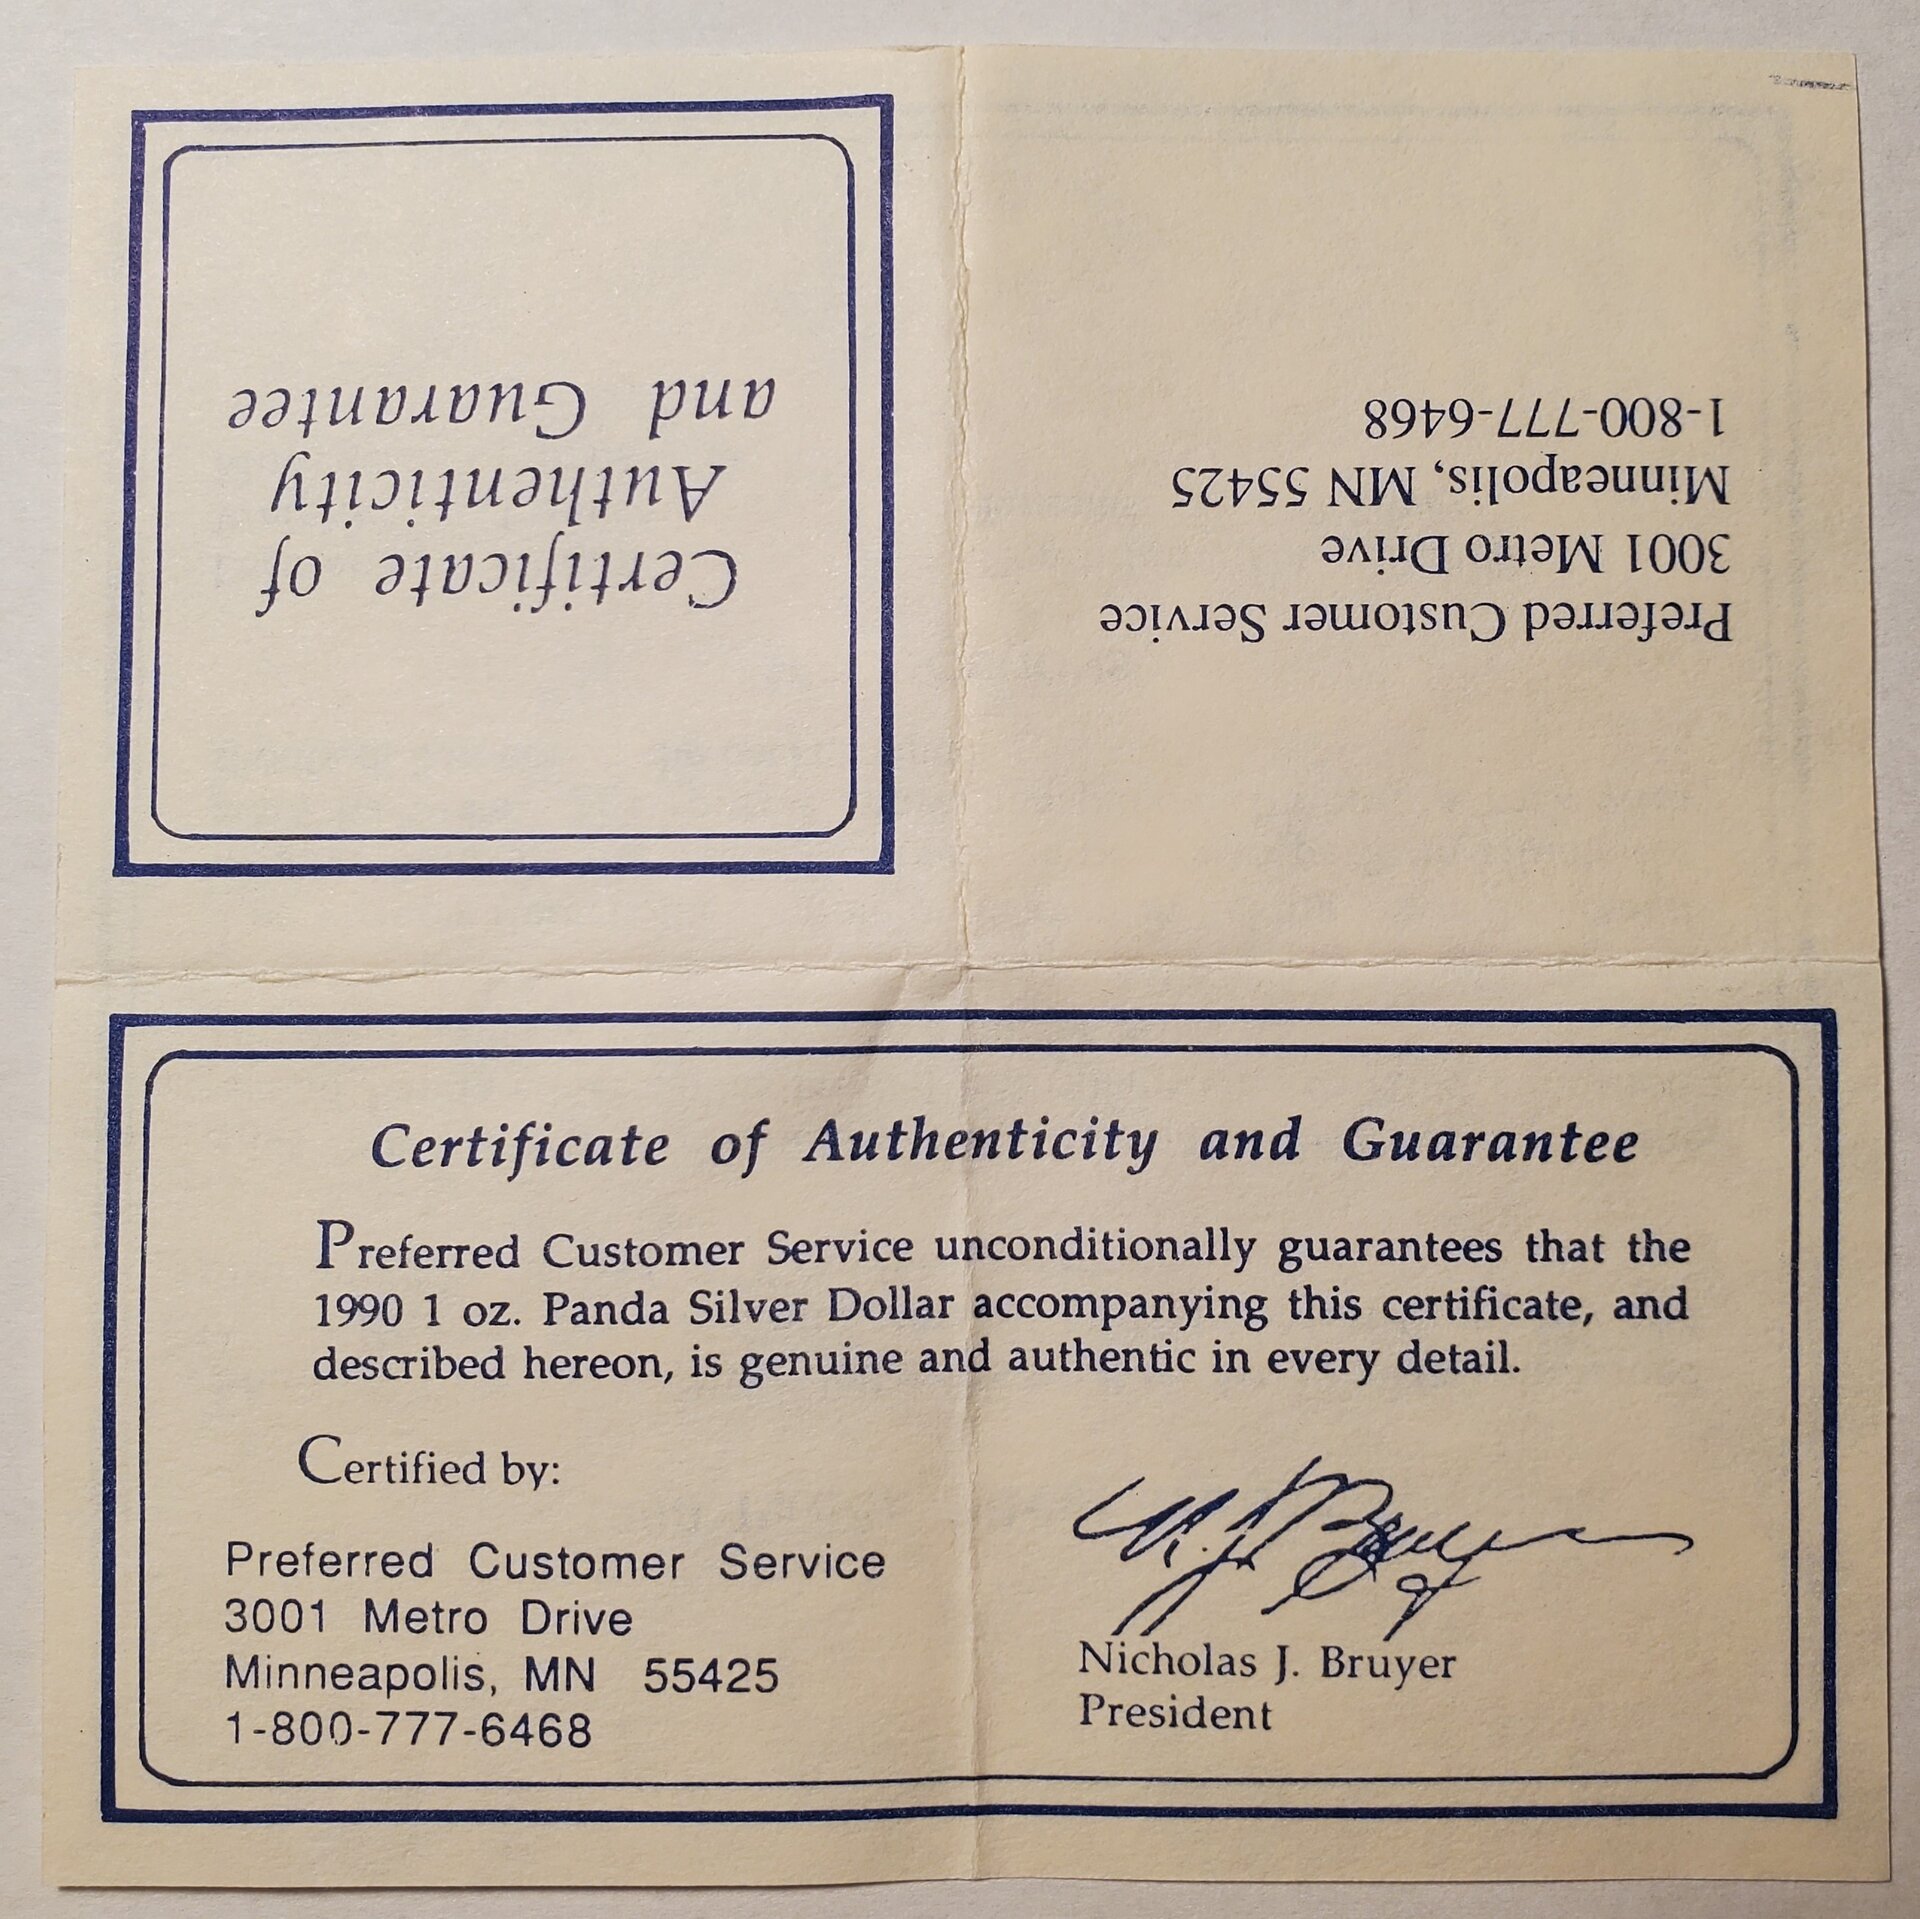 Certificate of
Authenticity
and Guarantee
Preferred Customer Service
3001 Metro Drive
Minneapolis, MN 55425
1-800-777-6468
Certificate of Authenticity and Guarantee
Preferred Customer Service unconditionally guarantees that the
1990 1 oz. Panda Silver Dollar accompanying this certificate, and
described hereon, is genuine and authentic in every detail.
Certified by:
Preferred Customer Service
3001 Metro Drive
Minneapolis, MN 55425
1-800-777-6468
N. J. Bruyer
Nicholas J. Bruyer
President